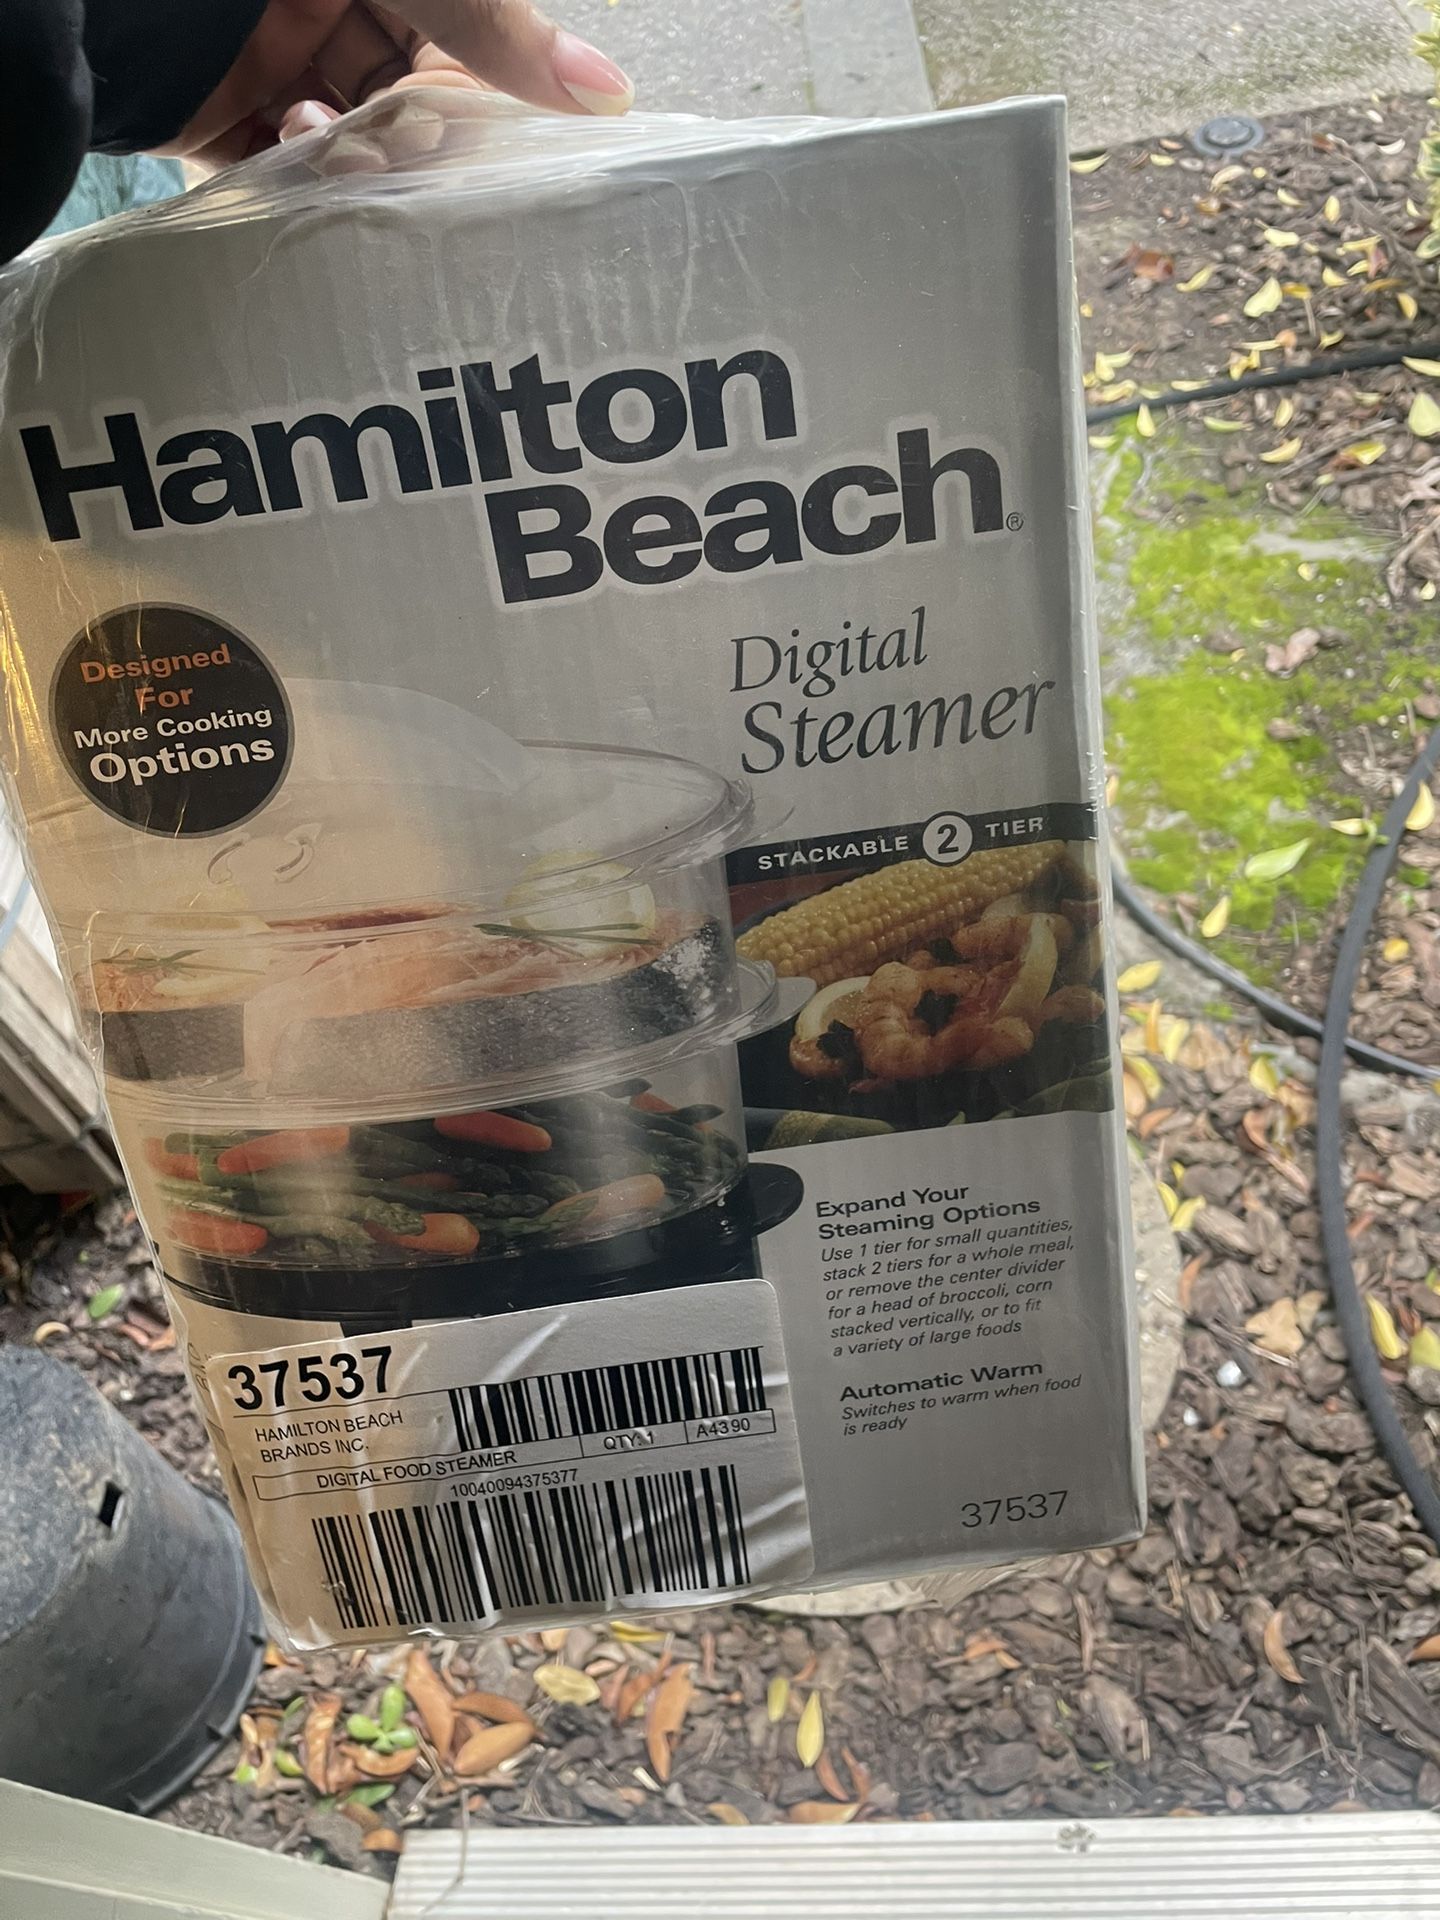 Hamilton
Beach®
Digital
Steamer
Designed
For
More Cooking
Options
STACKABLE 2 TIER
Expand Your
Steaming Options
Use 1 tier for small quantities,
stack 2 tiers for a whole meal,
or remove the center divider
for a head of broccoli, corn
stacked vertically, or to fit
a variety of large foods
Automatic Warm
Switches to warm when food
is ready
37537
37537
HAMILTON BEACH
BRANDS INC.
QTY: 1
A4390
DIGITAL FOOD STEAMER
10040094375377